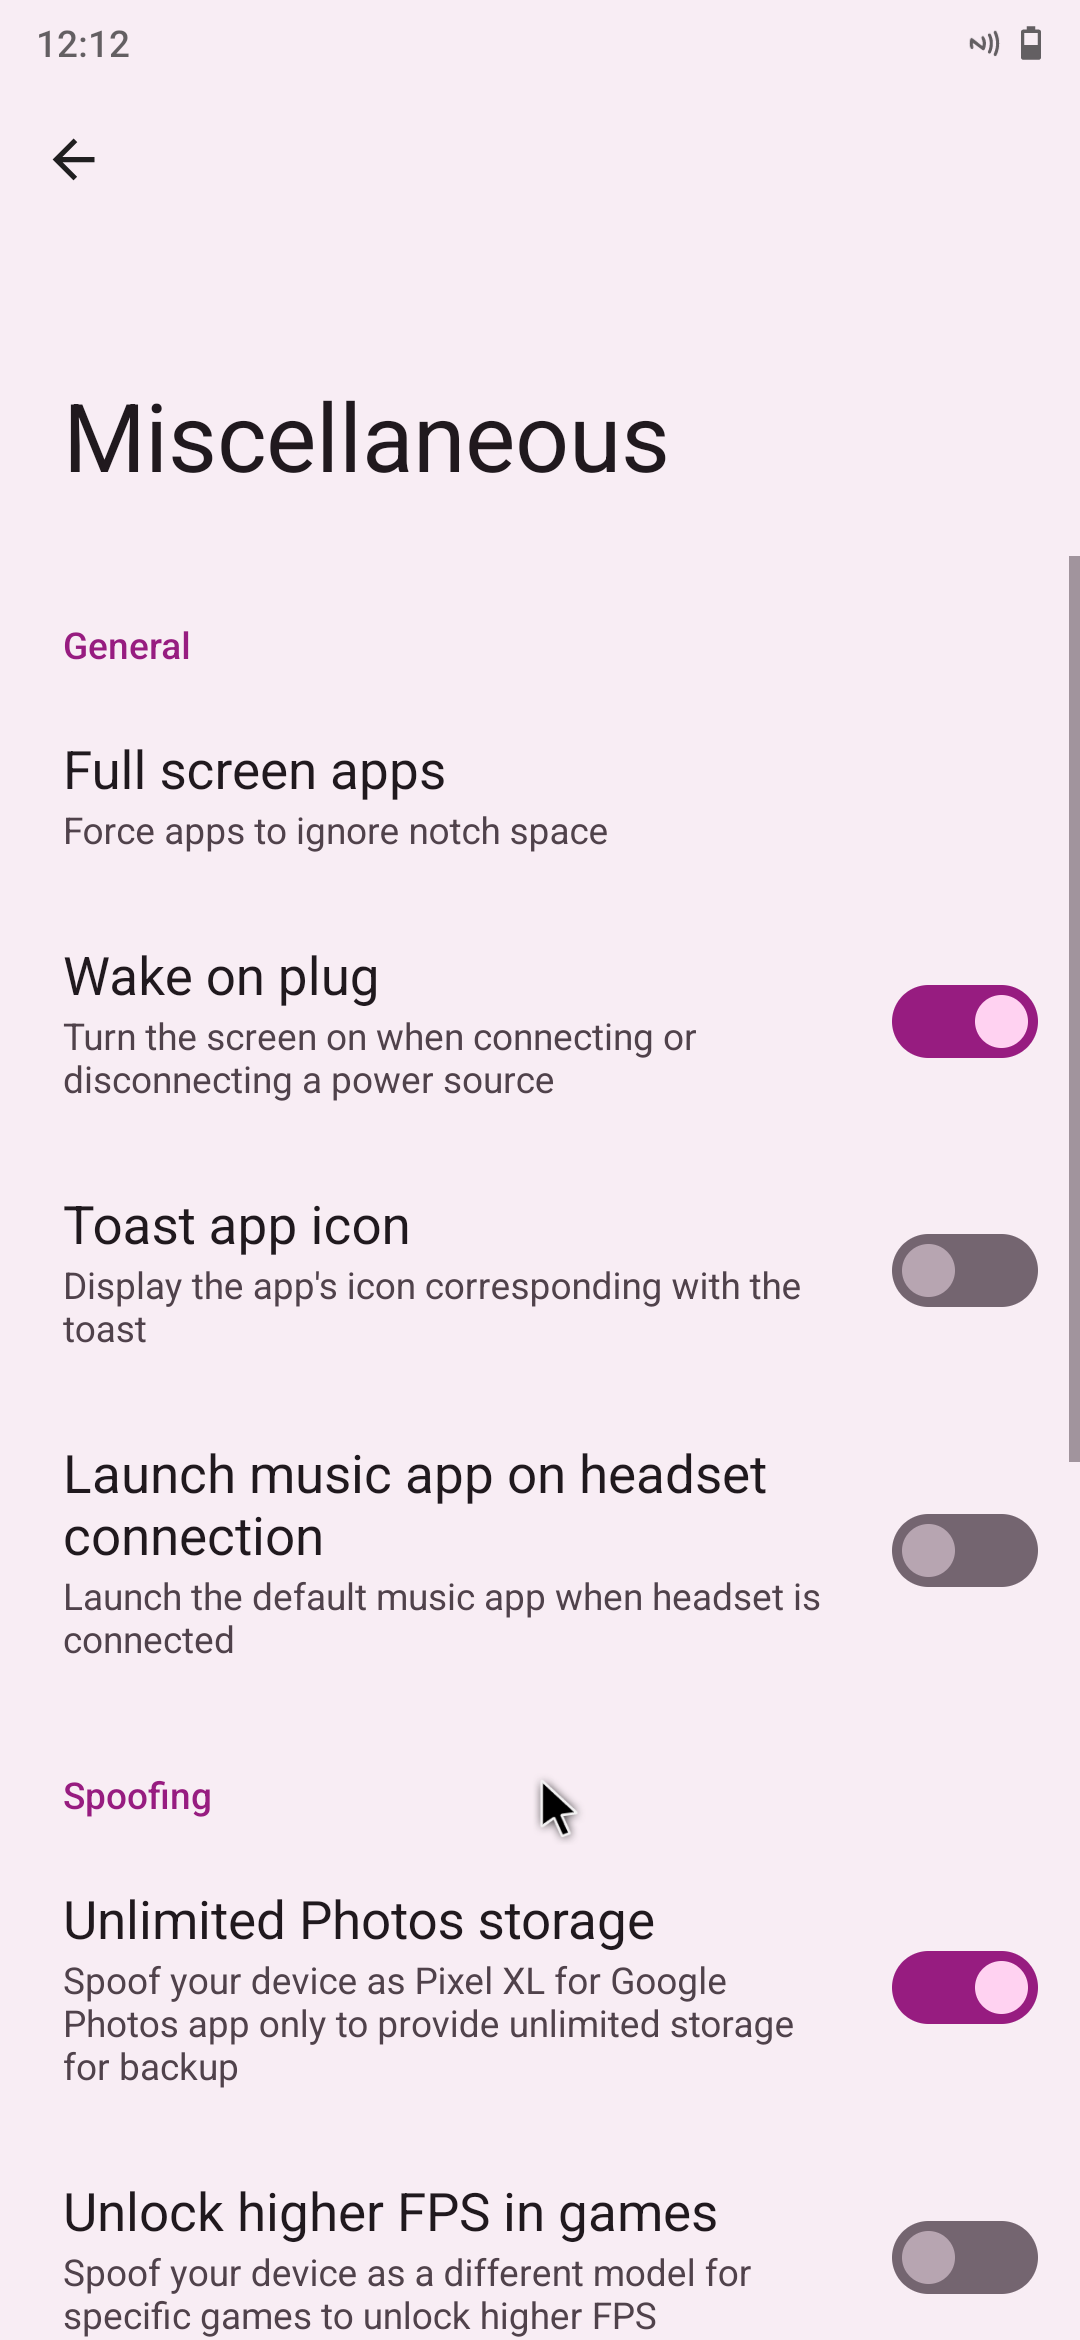 12:12
Miscellaneous
General
Full screen apps
Force apps to ignore notch space
Wake on plug
Turn the screen on when connecting or
disconnecting a power source
Toast app icon
Display the app's icon corresponding with the
toast
Launch music app on headset
connection
Launch the default music app when headset is
connected
Spoofing
Unlimited Photos storage
Spoof your device as Pixel XL for Google
Photos app only to provide unlimited storage
for backup
Unlock higher FPS in games
Spoof your device as a different model for
specific games to unlock higher FPS